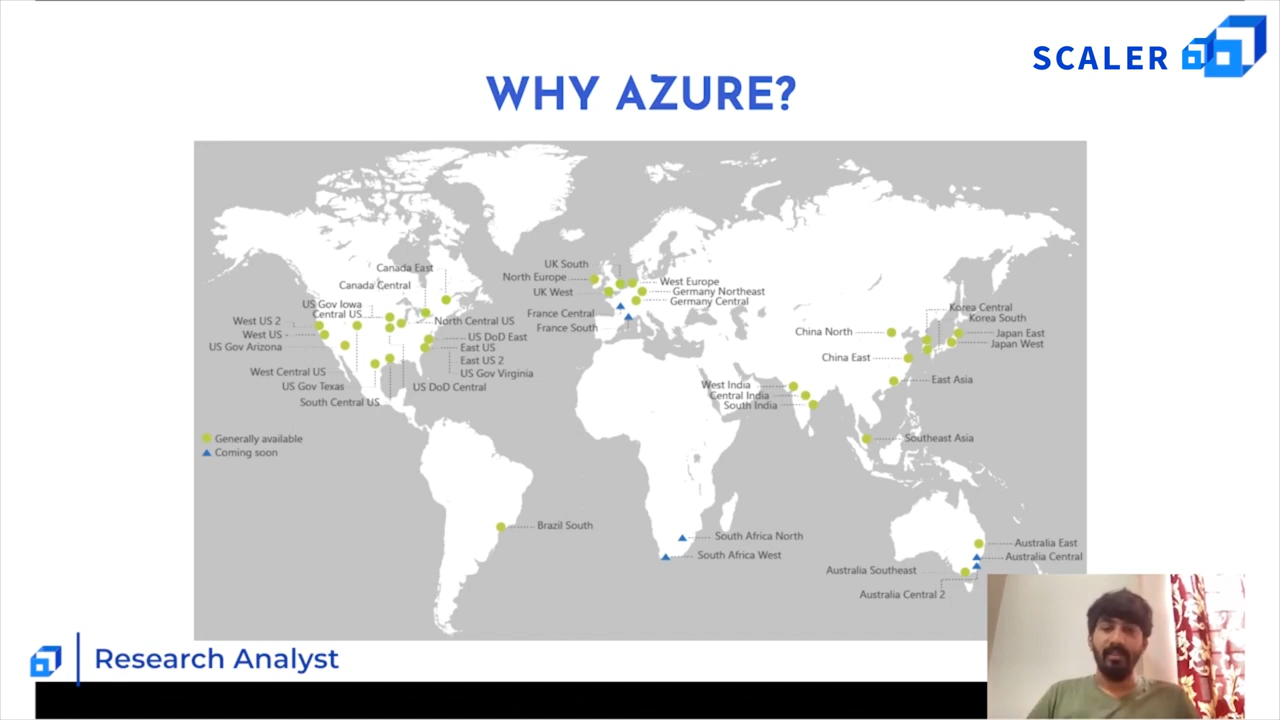 SCALER
WHY AZURE?
Canada East
Canada Central
US Gov Iowa
Central US
West US 2
West US
US Gov Arizona
North Central US
US DoD East
East US
East US 2
US Gov Virginia
West Central US
US Gov Texas
US DoD Central
South Central US
UK South
North Europe
UK West
West Europe
Germany Northeast
Germany Central
France Central
France South
Korea Central
Korea South
China North
Japan East
Japan West
China East
East Asia
West India
Central India
South India
Southeast Asia
Generally available
Coming soon
Brazil South
South Africa North
South Africa West
Australia East
Australia Central
Australia Southeast
Australia Central 2
Research Analyst